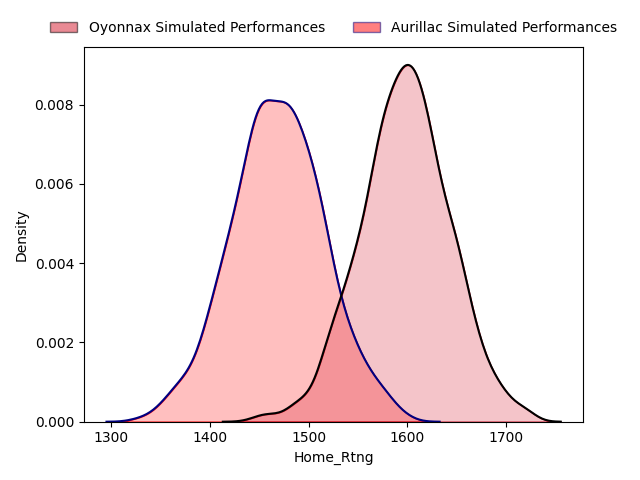 Oyonnax Simulated Performances Aurillac Simulated Performances
0.008
0.006
0.004
0.002
0.000
Density
1300 1400 1500 1600 1700
Home_Rtng